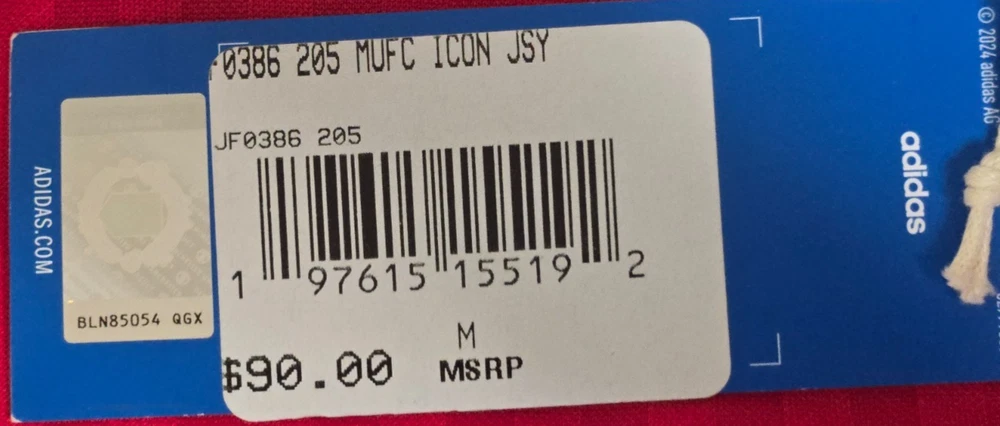 F0386 205 MUFC ICON JSY
JF0386 205
1 97615 15519 2
M
$90.00 MSRP
ADIDAS.COM
BLN85054 QGX
adidas
© 2024 adidas AG